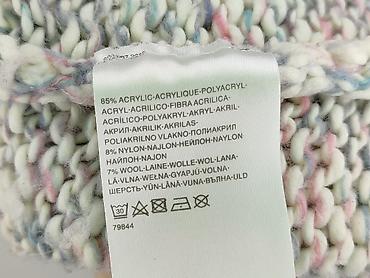 85% ACRYLIC-ACRYLIQUE-POLYACRYL-
ACRYL-ACRILICO-FIBRA ACRILICA-
ACRÍLICO-POLYAKRYL-AKRYL-AKRIL-
АКРИЛ-AKRILIK-AKRILAS-
POLIAKRILNO VLAKNO-ПОЛИАКРИЛ
8% NYLON-NAJLON-НЕЙЛОН-NAYLON
НАЙЛОН-NAJON
7% WOOL-LAINE-WOLLE-WOL-LANA-
LÃ-VLNA-WEŁNA-GYAPJÚ-VOLNA-
ШЕРСТЬ-YÜN-LÂNĂ-VUNA-ВЪЛНА-ULD
30
79844